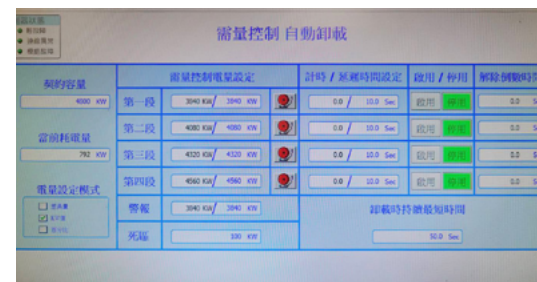 需量控制 自動卸載
契約容量
4000 KW
當前耗電量
792 KW
電量設定模式
需量控制電量設定
計時 / 延遲時間設定
啟用 / 停用
解除倒數時間
第一段 3840 KW / 3840 KW 0.0 / 10.0 Sec 啟用 停用 0.0 S
第二段 4080 KW / 4080 KW 0.0 / 10.0 Sec 啟用 停用 0.0 S
第三段 4320 KW / 4320 KW 0.0 / 10.0 Sec 啟用 停用 0.0 S
第四段 4560 KW / 4560 KW 0.0 / 10.0 Sec 啟用 停用 0.0 S
警報 3840 KW / 3840 KW
死區 100 KW
卸載時持續最短時間
50.0 Sec